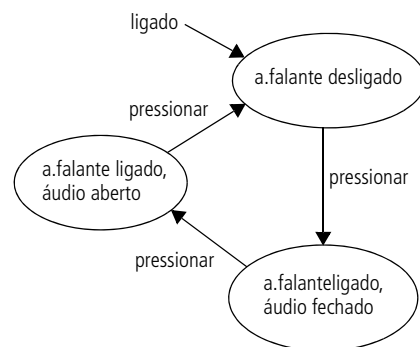 ligado
a.falante desligado
pressionar
a.falante ligado,
áudio aberto
pressionar
pressionar
a.falanteligado,
áudio fechado